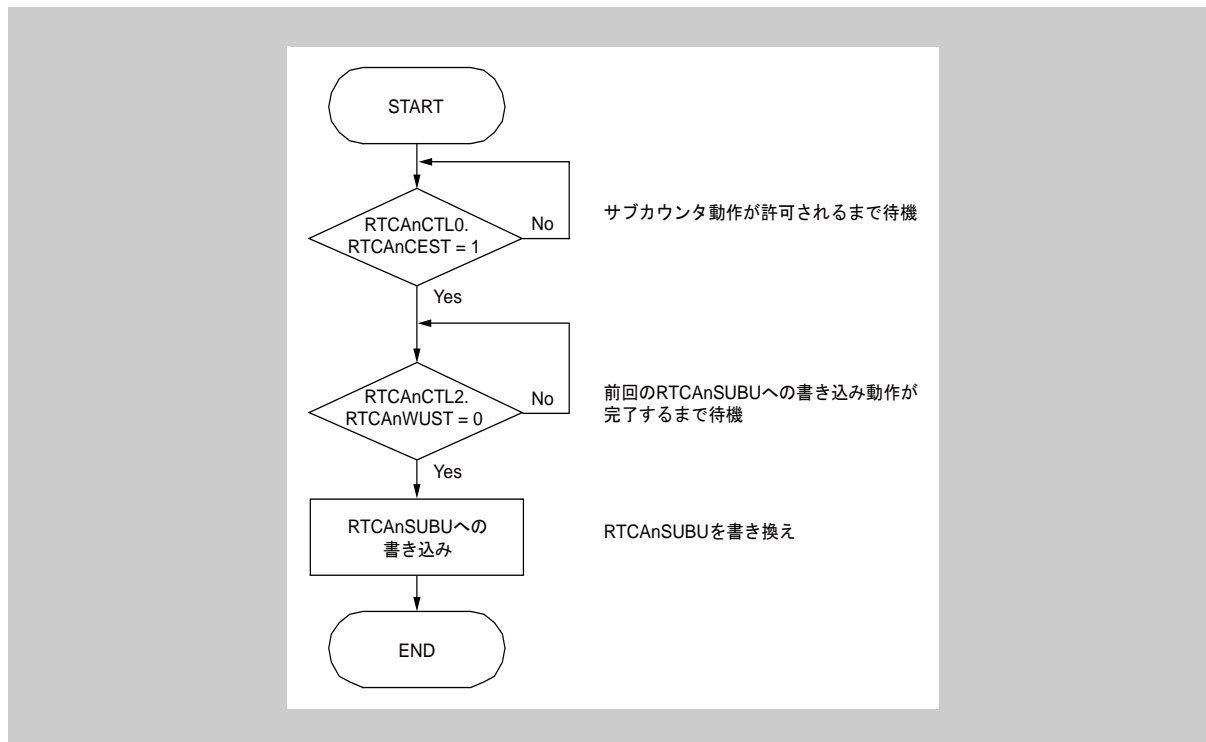 START
RTCAnCTL0.
RTCAnCEST = 1
No
サブカウンタ動作が許可されるまで待機
Yes
RTCAnCTL2.
RTCAnWUST = 0
No
前回のRTCAnSUBUへの書き込み動作が
完了するまで待機
Yes
RTCAnSUBUへの
書き込み
RTCAnSUBUを書き換え
END